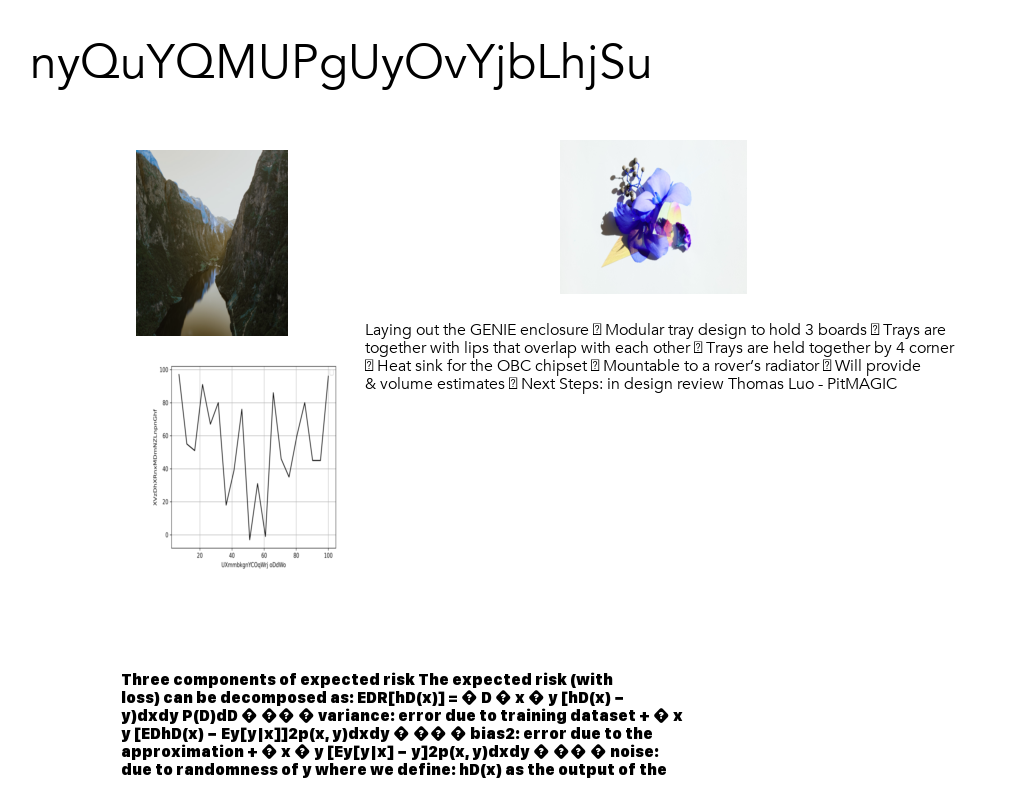 nyQuYQMUPgUyOvYjbLhjSu
Laying out the GENIE enclosure � Modular tray design to hold 3 boards � Trays are
together with lips that overlap with each other � Trays are held together by 4 corner
� Heat sink for the OBC chipset � Mountable to a rover’s radiator � Will provide
& volume estimates � Next Steps: in design review Thomas Luo - PitMAGIC
100
80
60
40
20
0
20 40 60 80 100
Three components of expected risk The expected risk (with
loss) can be decomposed as: EDR[hD(x)] = � D � x � y [hD(x) −
y)dxdy P(D)dD � �� � variance: error due to training dataset + � x
y [EDhD(x) − Ey[y|x]]2p(x, y)dxdy � �� � bias2: error due to the
approximation + � x � y [Ey[y|x] − y]2p(x, y)dxdy � �� � noise:
due to randomness of y where we define: hD(x) as the output of the